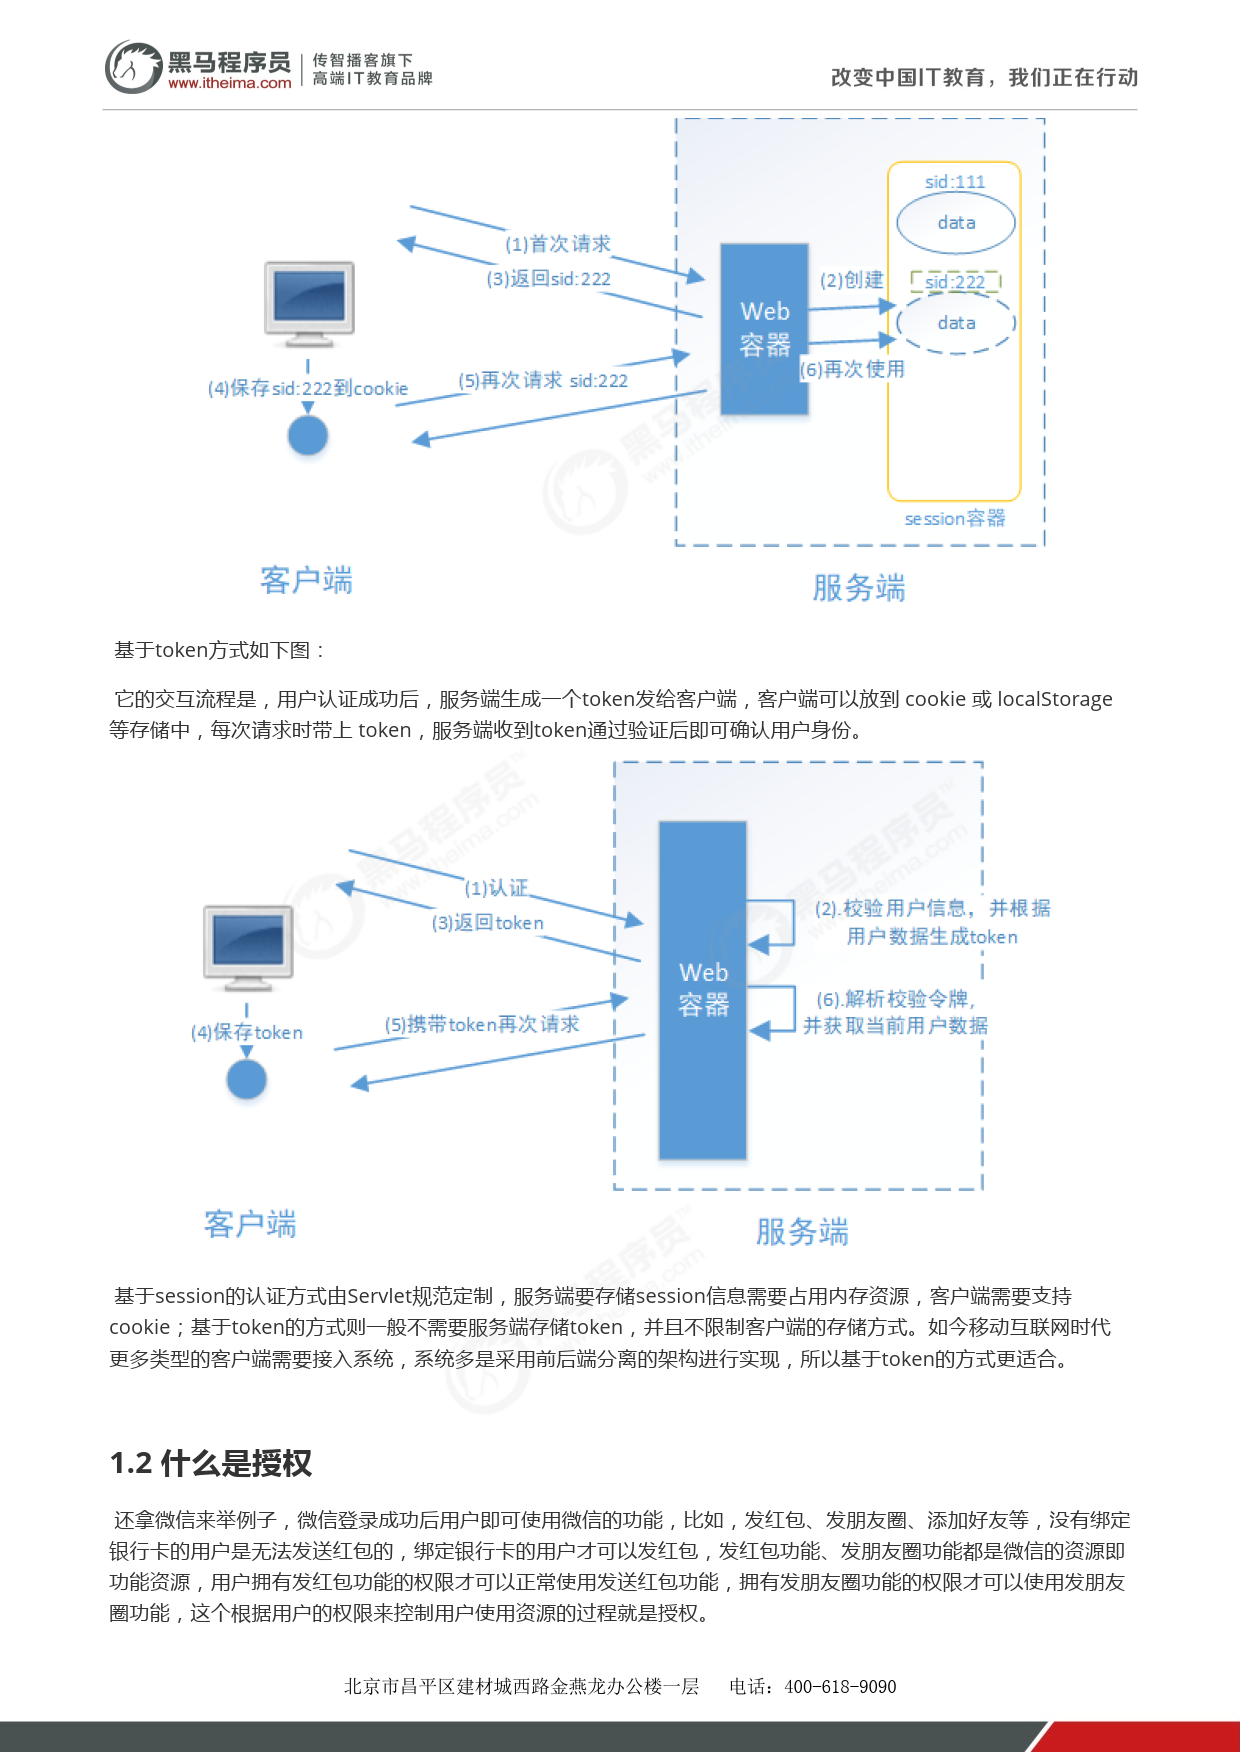 黑马程序员
www.itheima.com
传智播客旗下
高端IT教育品牌
改变中国IT教育，我们正在行动
sid:111
data
(1)首次请求
(3)返回sid:222
(2)创建
sid:222
data
Web
容器
(6)再次使用
(4)保存sid:222到cookie
(5)再次请求 sid:222
session容器
客户端
服务端
基于token方式如下图：
它的交互流程是，用户认证成功后，服务端生成一个token发给客户端，客户端可以放到 cookie 或 localStorage
等存储中，每次请求时带上 token，服务端收到token通过验证后即可确认用户身份。
(1)认证
(3)返回token
(2).校验用户信息，并根据
用户数据生成token
Web
容器
(6).解析校验令牌,
并获取当前用户数据
(4)保存token
(5)携带token再次请求
客户端
服务端
基于session的认证方式由Servlet规范定制，服务端要存储session信息需要占用内存资源，客户端需要支持
cookie；基于token的方式则一般不需要服务端存储token，并且不限制客户端的存储方式。如今移动互联网时代
更多类型的客户端需要接入系统，系统多是采用前后端分离的架构进行实现，所以基于token的方式更适合。
1.2 什么是授权
还拿微信来举例子，微信登录成功后用户即可使用微信的功能，比如，发红包、发朋友圈、添加好友等，没有绑定
银行卡的用户是无法发送红包的，绑定银行卡的用户才可以发红包，发红包功能、发朋友圈功能都是微信的资源即
功能资源，用户拥有发红包功能的权限才可以正常使用发送红包功能，拥有发朋友圈功能的权限才可以使用发朋友
圈功能，这个根据用户的权限来控制用户使用资源的过程就是授权。
北京市昌平区建材城西路金燕龙办公楼一层 电话：400-618-9090